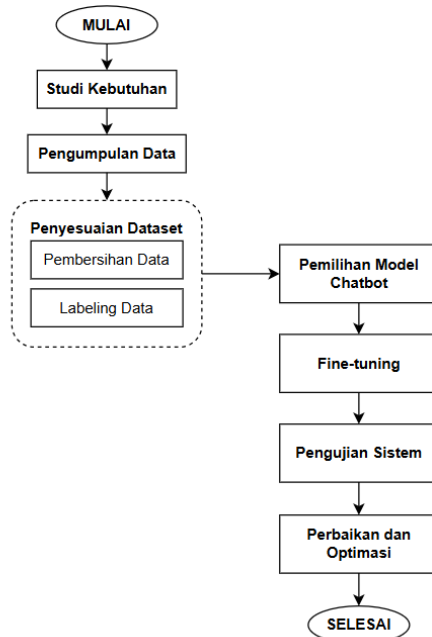 MULAI
Studi Kebutuhan
Pengumpulan Data
Penyesuaian Dataset
Pembersihan Data
Labeling Data
Pemilihan Model
Chatbot
Fine-tuning
Pengujian Sistem
Perbaikan dan
Optimasi
SELESAI